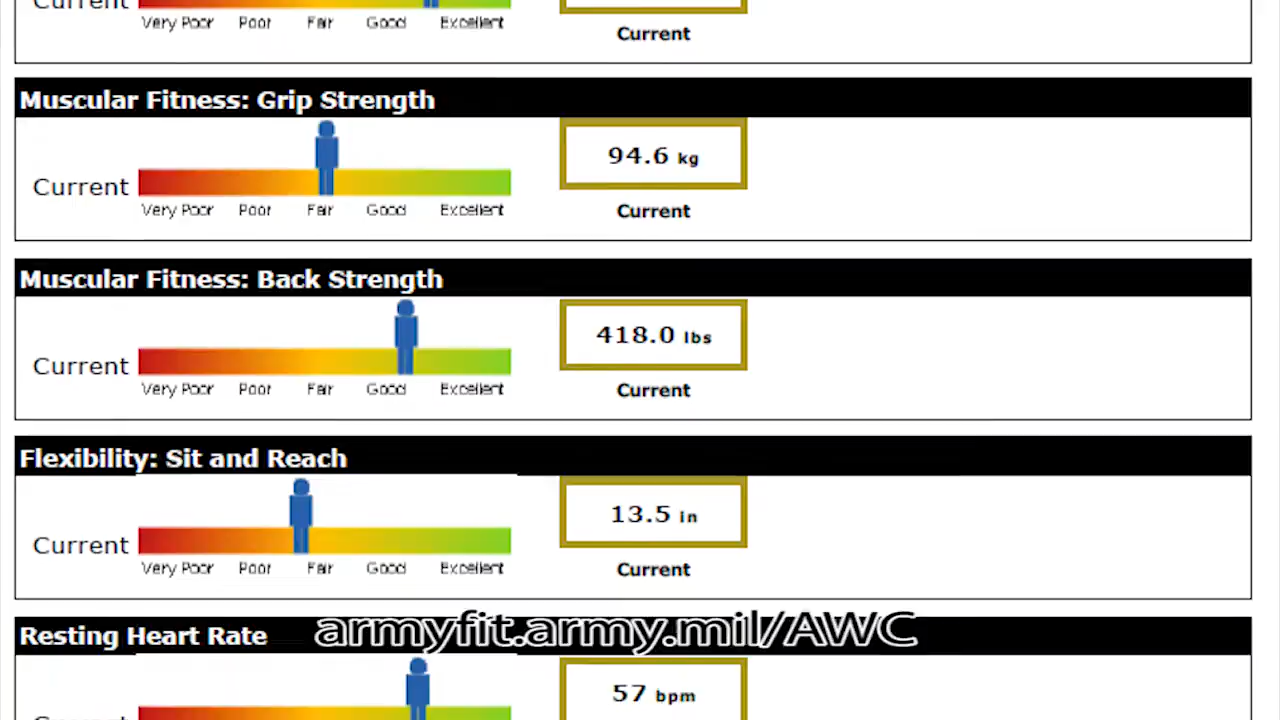 Current
Very Poor Poor Fair Good Excellent
Current
Muscular Fitness: Grip Strength
94.6 kg
Current
Very Poor Poor Fair Good Excellent
Current
Muscular Fitness: Back Strength
418.0 lbs
Current
Very Poor Poor Fair Good Excellent
Current
Flexibility: Sit and Reach
13.5 in
Current
Very Poor Poor Fair Good Excellent
Current
Resting Heart Rate
armyfit.army.mil/AWC
57 bpm
Current